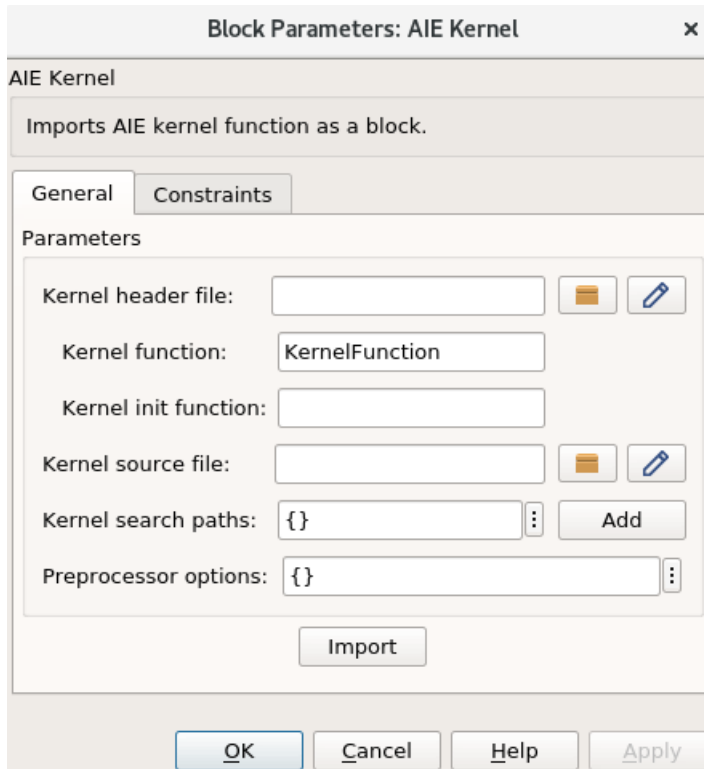 Block Parameters: AIE Kernel ×
AIE Kernel
Imports AIE kernel function as a block.
General Constraints
Parameters
Kernel header file:
Kernel function: KernelFunction
Kernel init function:
Kernel source file:
Kernel search paths: {} Add
Preprocessor options: {}
Import
OK Cancel Help Apply